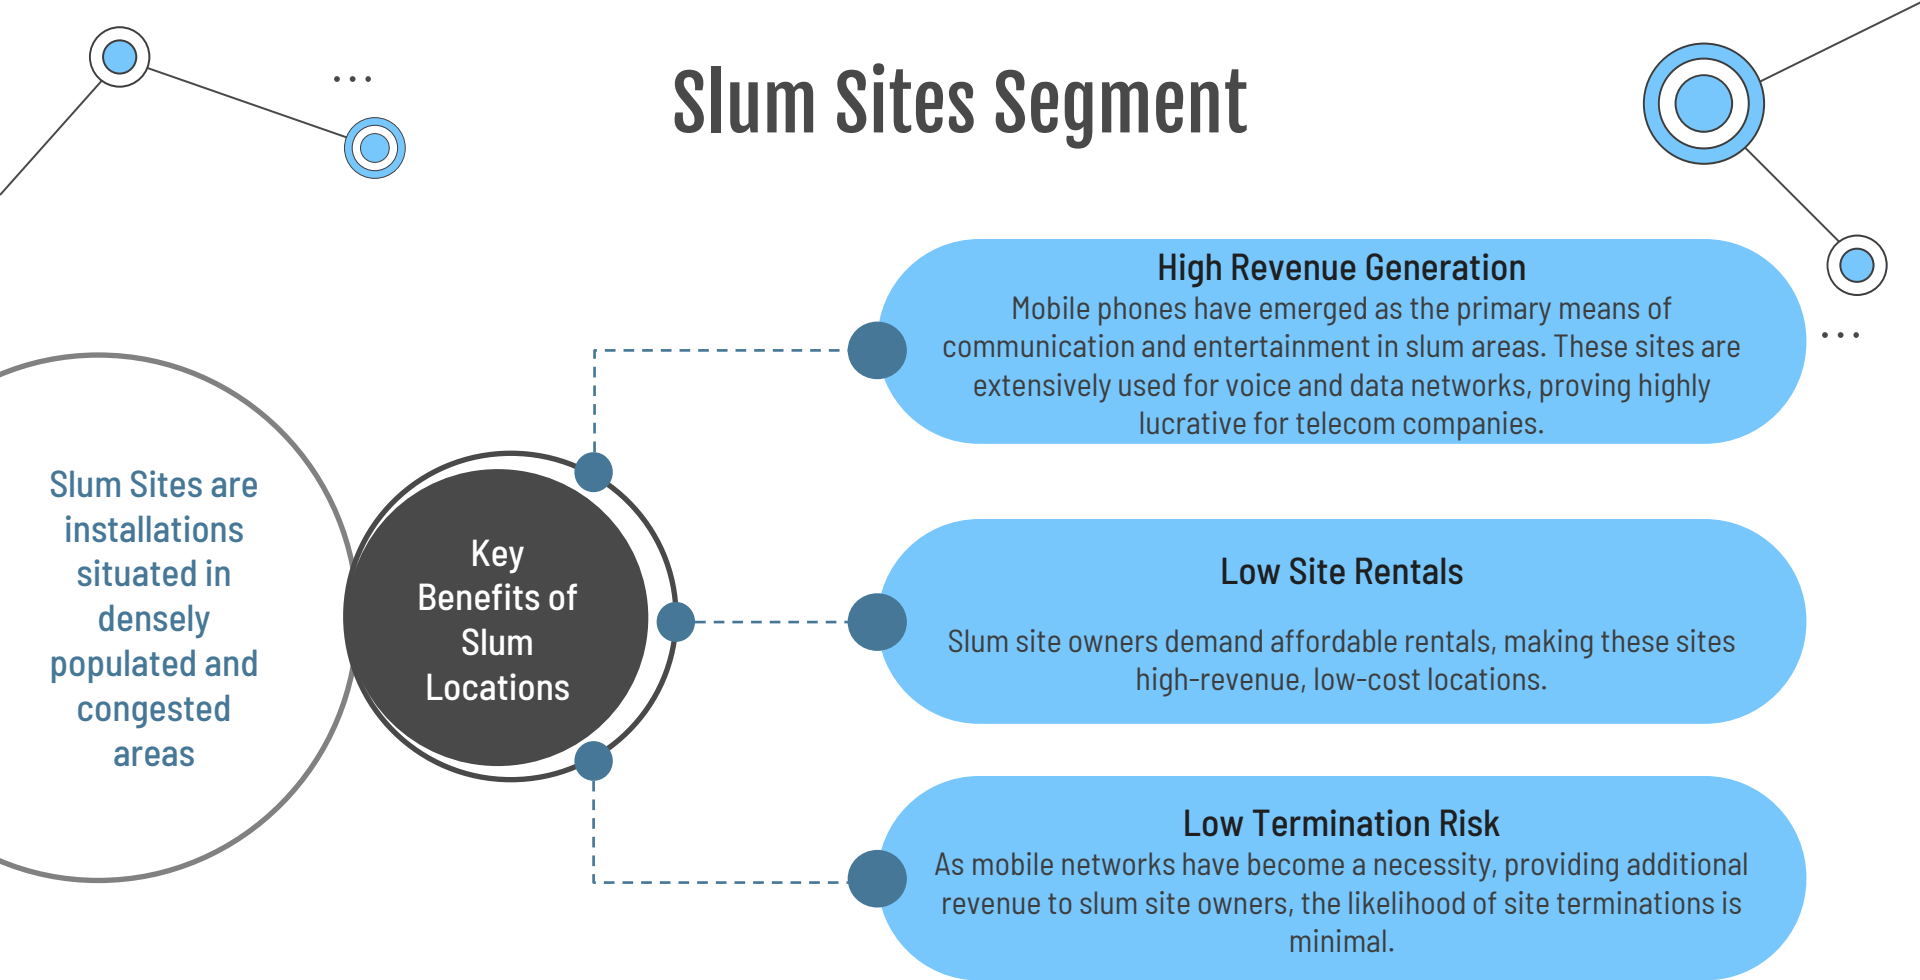 Slum Sites Segment
Slum Sites are
installations
situated in
densely
populated and
congested
areas
Key
Benefits of
Slum
Locations
High Revenue Generation
Mobile phones have emerged as the primary means of
communication and entertainment in slum areas. These sites are
extensively used for voice and data networks, proving highly
lucrative for telecom companies.
Low Site Rentals
Slum site owners demand affordable rentals, making these sites
high-revenue, low-cost locations.
Low Termination Risk
As mobile networks have become a necessity, providing additional
revenue to slum site owners, the likelihood of site terminations is
minimal.